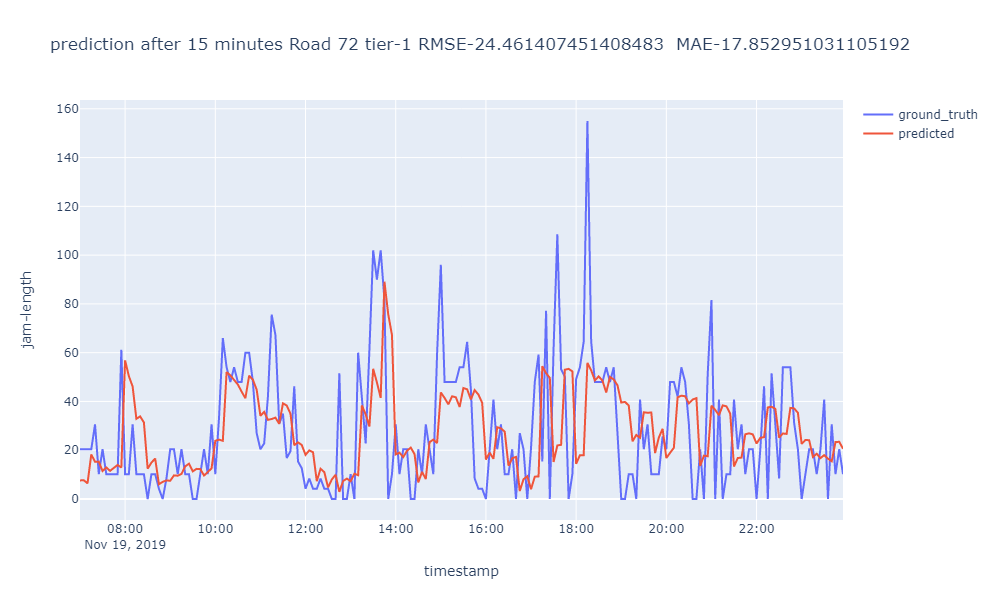 prediction after 15 minutes Road 72 tier-1 RMSE-24.461407451408483  MAE-17.852951031105192
ground_truth
predicted
160
140
120
100
80
60
40
20
0
jam-length
08:00 10:00 12:00 14:00 16:00 18:00 20:00 22:00
Nov 19, 2019
timestamp